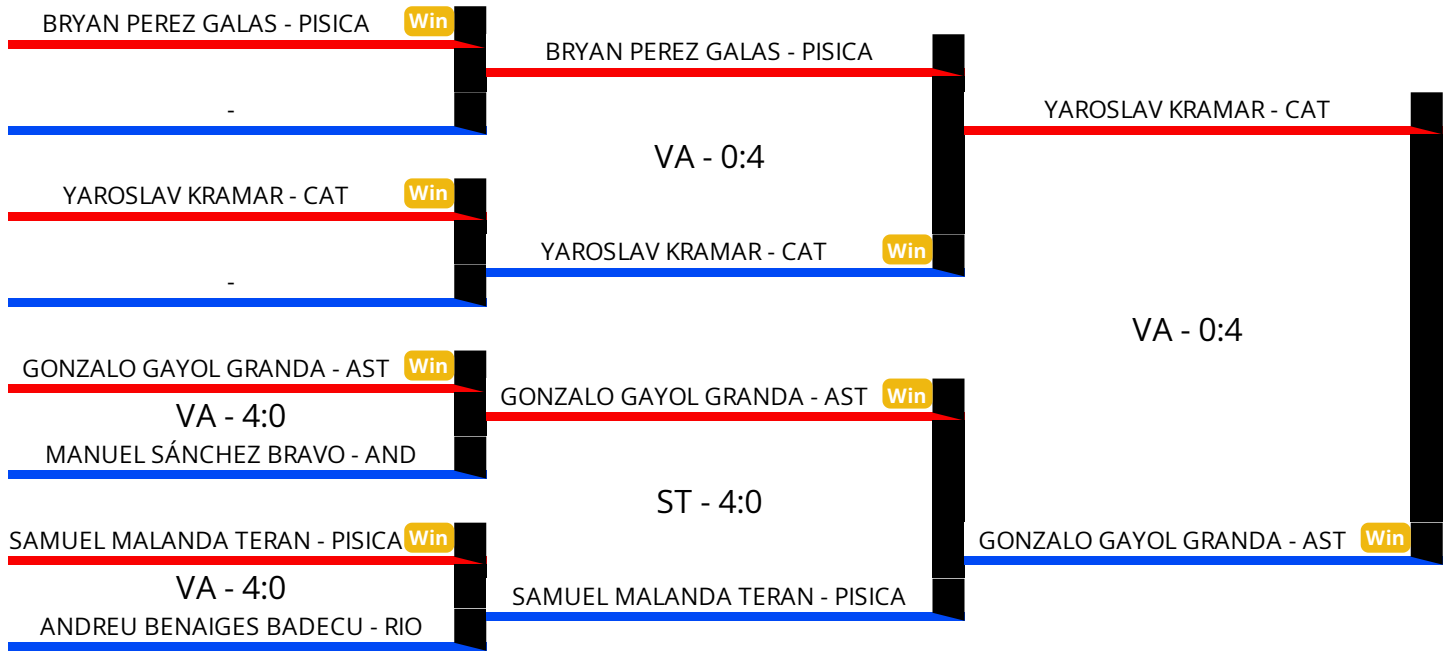 BRYAN PEREZ GALAS - PISICA Win
-
YAROSLAV KRAMAR - CAT Win
-
GONZALO GAYOL GRANDA - AST Win
VA - 4:0
MANUEL SÁNCHEZ BRAVO - AND
SAMUEL MALANDA TERAN - PISICA Win
VA - 4:0
ANDREU BENAIGES BADECU - RIO
BRYAN PEREZ GALAS - PISICA
VA - 0:4
YAROSLAV KRAMAR - CAT Win
GONZALO GAYOL GRANDA - AST Win
ST - 4:0
SAMUEL MALANDA TERAN - PISICA
YAROSLAV KRAMAR - CAT
VA - 0:4
GONZALO GAYOL GRANDA - AST Win